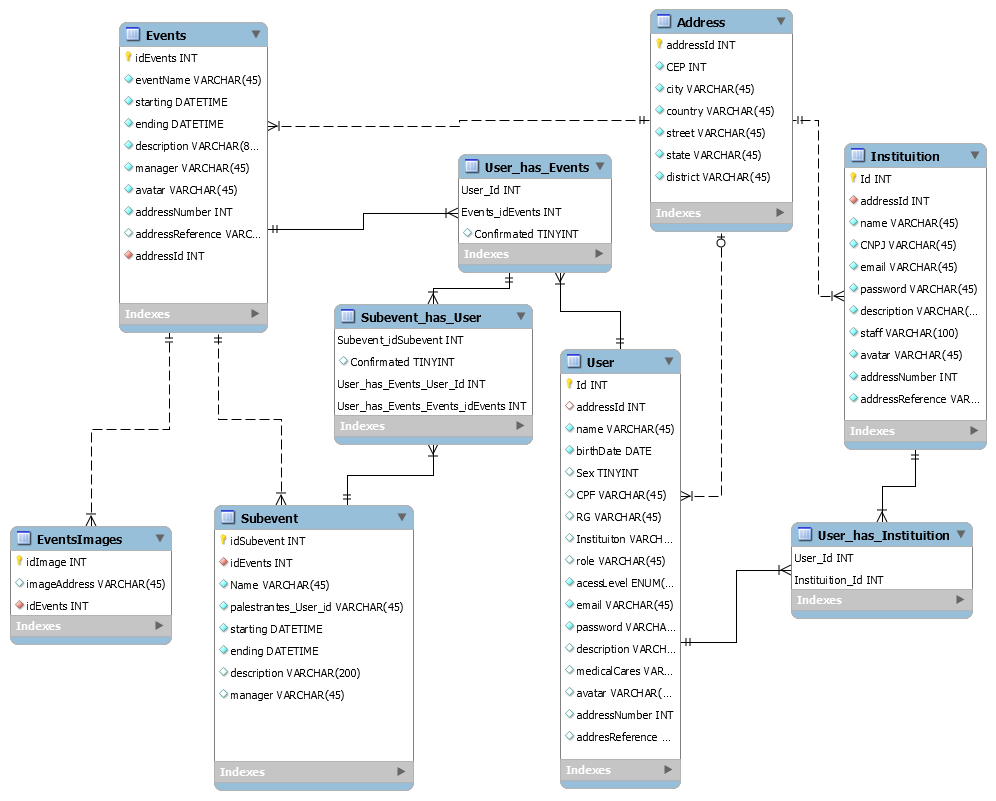 Events
idEvents INT
eventName VARCHAR(45)
starting DATETIME
ending DATETIME
description VARCHAR(8...
manager VARCHAR(45)
avatar VARCHAR(45)
addressNumber INT
addressReference VARC...
addressId INT
Indexes
Address
addressId INT
CEP INT
city VARCHAR(45)
country VARCHAR(45)
street VARCHAR(45)
state VARCHAR(45)
district VARCHAR(45)
Indexes
User_has_Events
User_Id INT
Events_idEvents INT
Confirmated TINYINT
Indexes
Instituition
Id INT
addressId INT
name VARCHAR(45)
CNPJ VARCHAR(45)
email VARCHAR(45)
password VARCHAR(45)
description VARCHAR(...
staff VARCHAR(100)
avatar VARCHAR(45)
addressNumber INT
addressReference VAR...
Indexes
Subevent_has_User
Subevent_idSubevent INT
Confirmated TINYINT
User_has_Events_User_Id INT
User_has_Events_Events_idEvents INT
Indexes
User
Id INT
addressId INT
name VARCHAR(45)
birthDate DATE
Sex TINYINT
CPF VARCHAR(45)
RG VARCHAR(45)
Instituiton VARCH...
role VARCHAR(45)
acessLevel ENUM(...
email VARCHAR(45)
password VARCHA...
description VARCH...
medicalCares VAR...
avatar VARCHAR(...
addressNumber INT
addresReference ...
Indexes
EventsImages
idImage INT
imageAddress VARCHAR(45)
idEvents INT
Indexes
Subevent
idSubevent INT
idEvents INT
Name VARCHAR(45)
palestrantes_User_id VARCHAR(45)
starting DATETIME
ending DATETIME
description VARCHAR(200)
manager VARCHAR(45)
Indexes
User_has_Instituition
User_Id INT
Instituition_Id INT
Indexes